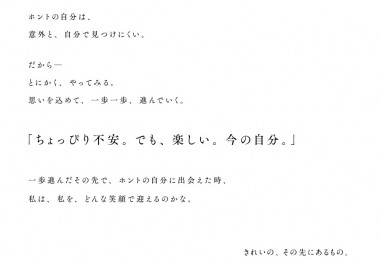 ホントの自分は、
意外と、自分で見つけにくい。
だから―
とにかく、やってみる。
思いを込めて、一歩一歩、進んでいく。
「ちょっぴり不安。でも、楽しい。今の自分。」
一歩進んだその先で、ホントの自分に出会えた時、
私は、私を、どんな笑顔で迎えるのかな。
きれいの、その先にあるもの。